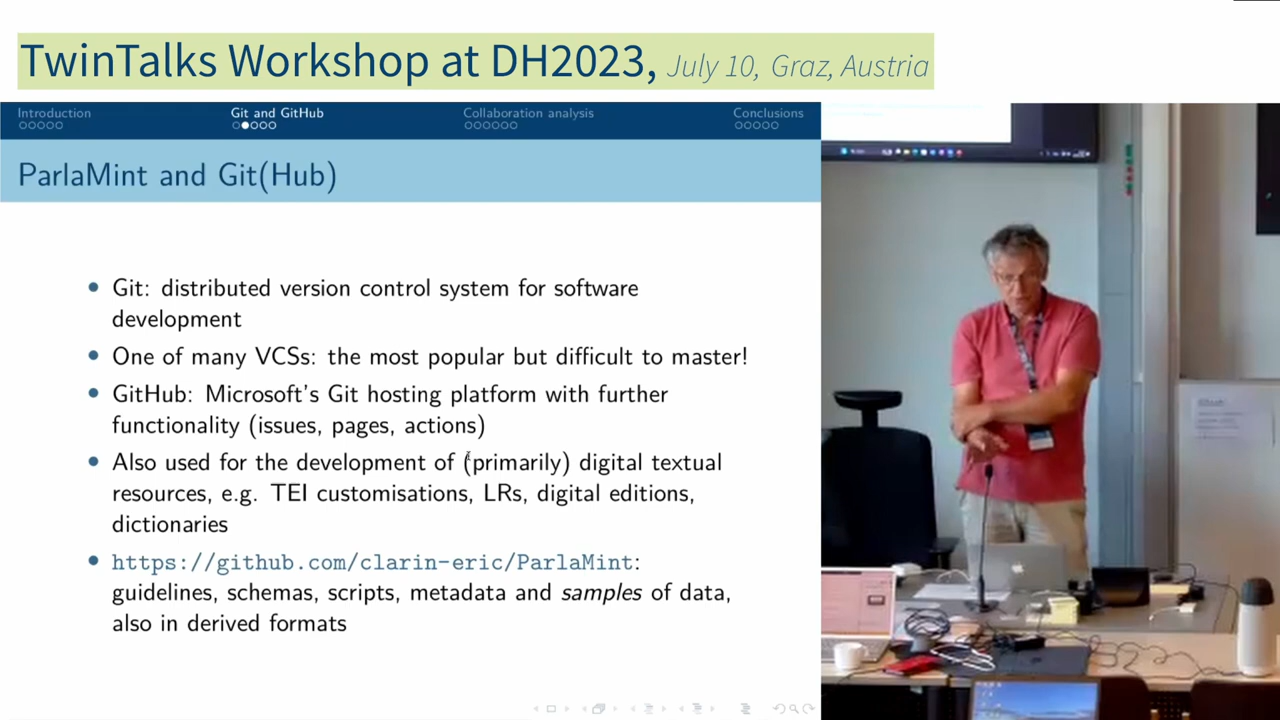 TwinTalks Workshop at DH2023, July 10, Graz, Austria
Introduction Git and GitHub Collaboration analysis Conclusions
ParlaMint and Git(Hub)
• Git: distributed version control system for software
development
• One of many VCSs: the most popular but difficult to master!
• GitHub: Microsoft's Git hosting platform with further
functionality (issues, pages, actions)
• Also used for the development of (primarily) digital textual
resources, e.g. TEI customisations, LRs, digital editions,
dictionaries
• https://github.com/clarin-eric/ParlaMint:
guidelines, schemas, scripts, metadata and samples of data,
also in derived formats